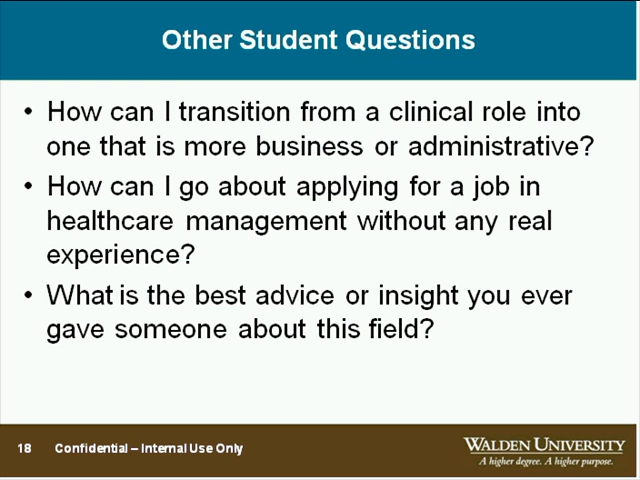 Other Student Questions
• How can I transition from a clinical role into
one that is more business or administrative?
• How can I go about applying for a job in
healthcare management without any real
experience?
• What is the best advice or insight you ever
gave someone about this field?
18 Confidential – Internal Use Only
WALDEN UNIVERSITY
A higher degree. A higher purpose.